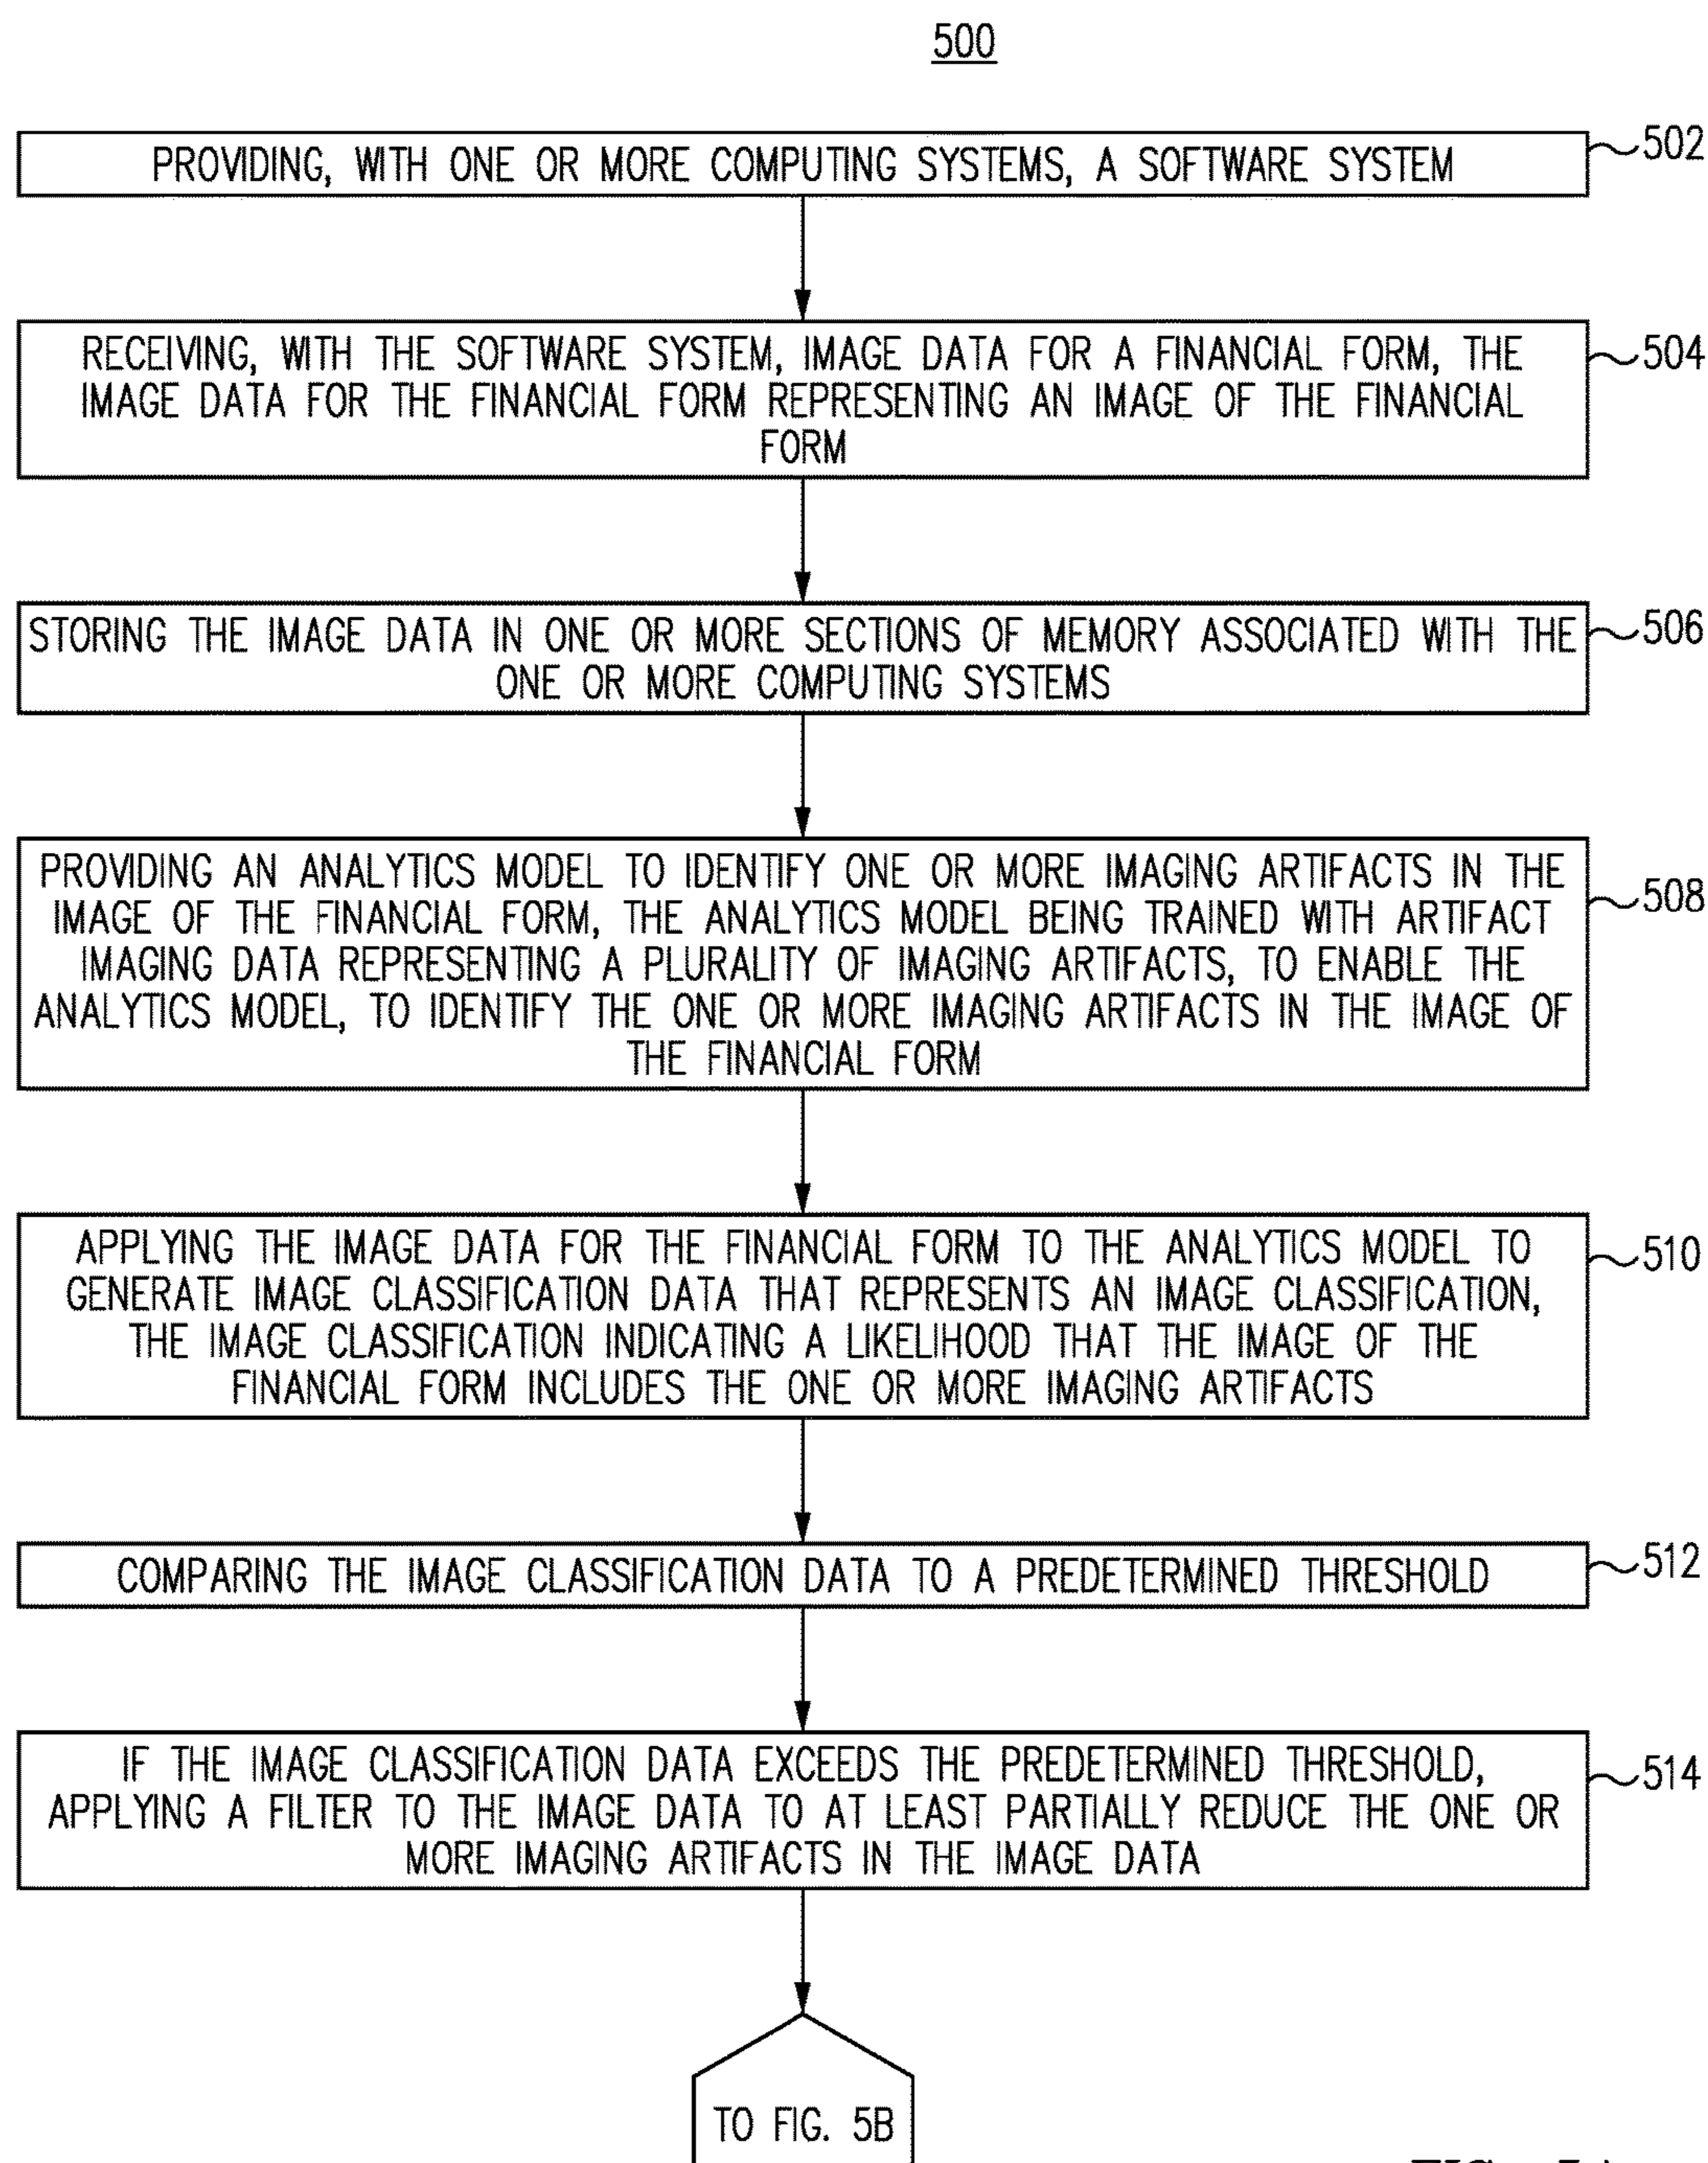 500
PROVIDING, WITH ONE OR MORE COMPUTING SYSTEMS, A SOFTWARE SYSTEM
502
RECEIVING, WITH THE SOFTWARE SYSTEM, IMAGE DATA FOR A FINANCIAL FORM, THE
IMAGE DATA FOR THE FINANCIAL FORM REPRESENTING AN IMAGE OF THE FINANCIAL
FORM
504
STORING THE IMAGE DATA IN ONE OR MORE SECTIONS OF MEMORY ASSOCIATED WITH THE
ONE OR MORE COMPUTING SYSTEMS
506
PROVIDING AN ANALYTICS MODEL TO IDENTIFY ONE OR MORE IMAGING ARTIFACTS IN THE
IMAGE OF THE FINANCIAL FORM, THE ANALYTICS MODEL BEING TRAINED WITH ARTIFACT
IMAGING DATA REPRESENTING A PLURALITY OF IMAGING ARTIFACTS, TO ENABLE THE
ANALYTICS MODEL, TO IDENTIFY THE ONE OR MORE IMAGING ARTIFACTS IN THE IMAGE OF
THE FINANCIAL FORM
508
APPLYING THE IMAGE DATA FOR THE FINANCIAL FORM TO THE ANALYTICS MODEL TO
GENERATE IMAGE CLASSIFICATION DATA THAT REPRESENTS AN IMAGE CLASSIFICATION,
THE IMAGE CLASSIFICATION INDICATING A LIKELIHOOD THAT THE IMAGE OF THE
FINANCIAL FORM INCLUDES THE ONE OR MORE IMAGING ARTIFACTS
510
COMPARING THE IMAGE CLASSIFICATION DATA TO A PREDETERMINED THRESHOLD
512
IF THE IMAGE CLASSIFICATION DATA EXCEEDS THE PREDETERMINED THRESHOLD,
APPLYING A FILTER TO THE IMAGE DATA TO AT LEAST PARTIALLY REDUCE THE ONE OR
MORE IMAGING ARTIFACTS IN THE IMAGE DATA
514
TO FIG. 5B